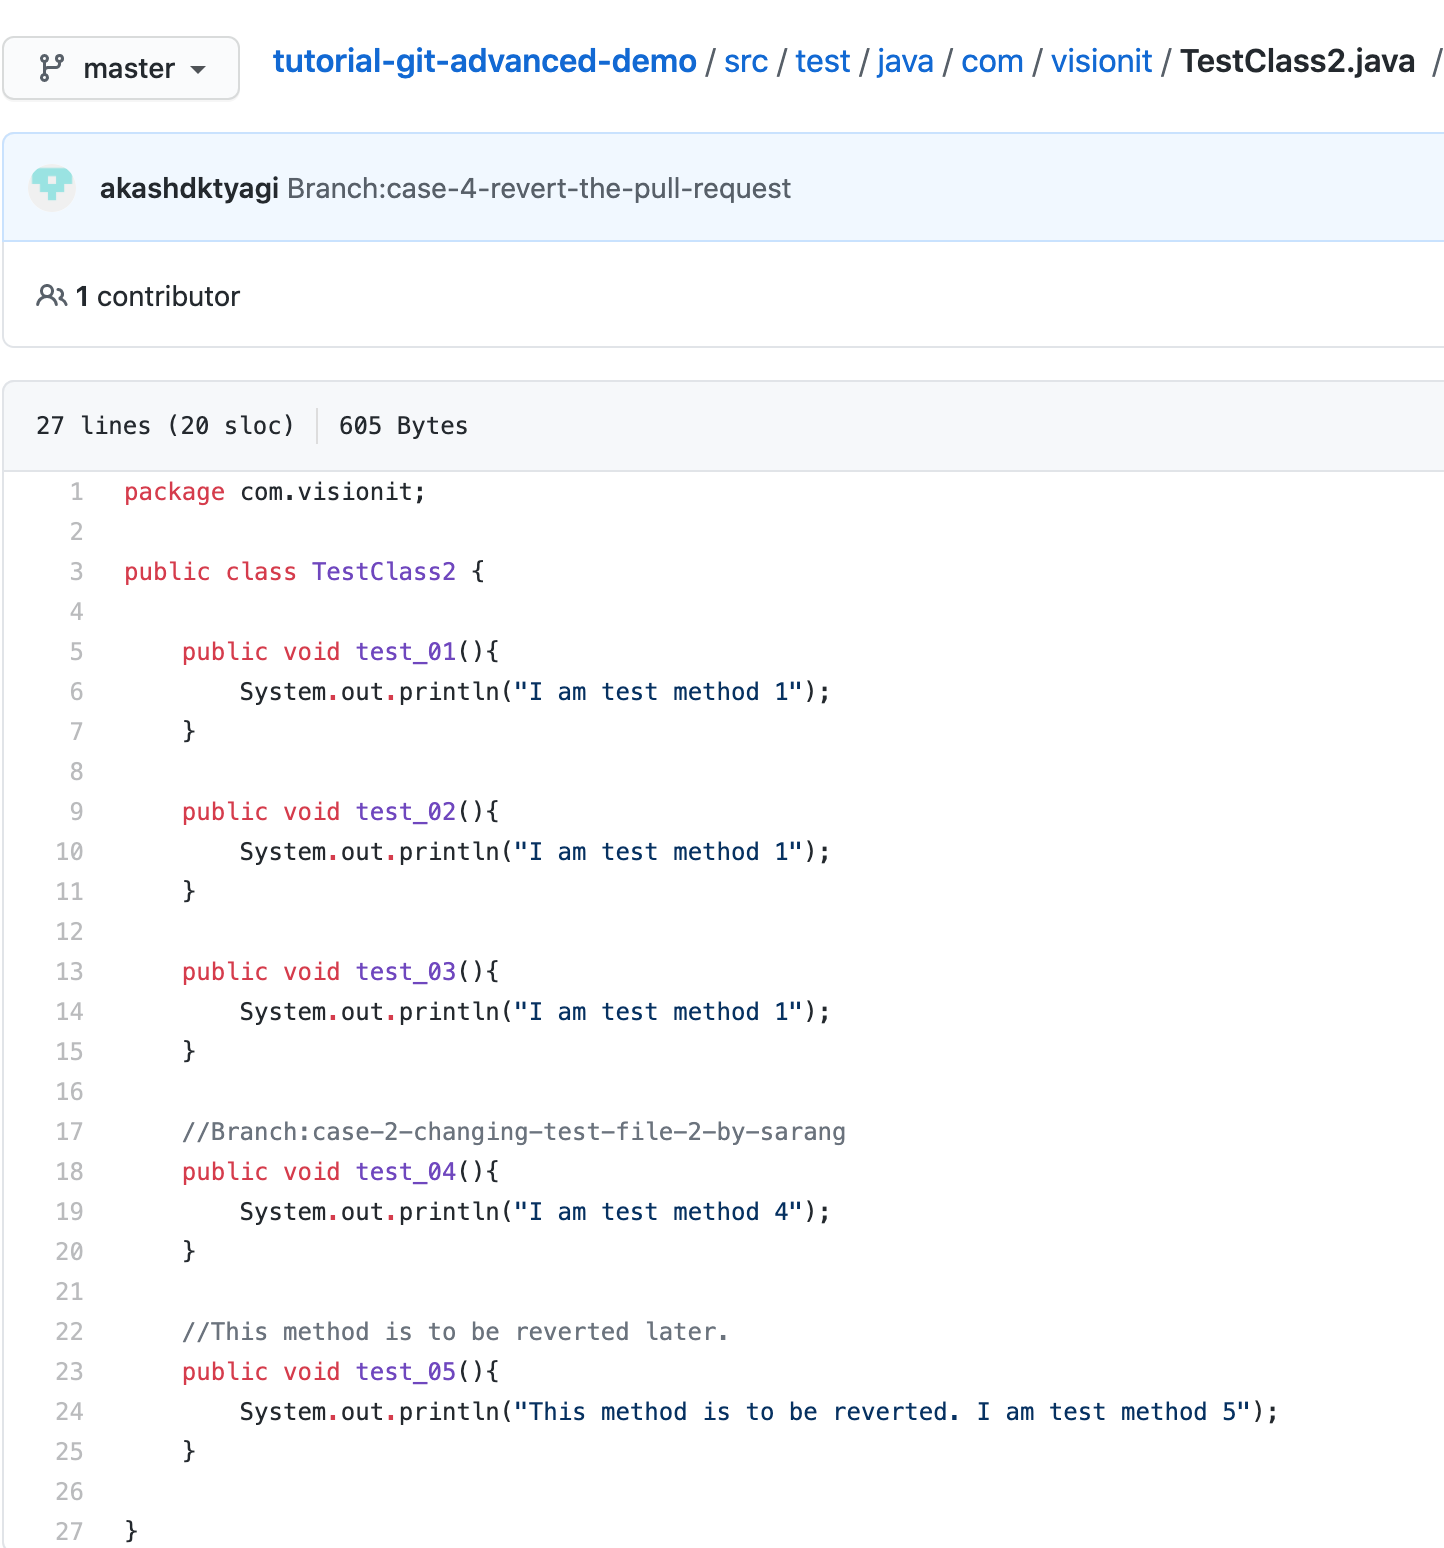 master
tutorial-git-advanced-demo / src / test / java / com / visionit / TestClass2.java /
akashdktyagi Branch:case-4-revert-the-pull-request
1 contributor
27 lines (20 sloc) 605 Bytes
1 package com.visionit;
2
3 public class TestClass2 {
4
5     public void test_01(){
6         System.out.println("I am test method 1");
7     }
8
9     public void test_02(){
10         System.out.println("I am test method 1");
11     }
12
13     public void test_03(){
14         System.out.println("I am test method 1");
15     }
16
17     //Branch:case-2-changing-test-file-2-by-sarang
18     public void test_04(){
19         System.out.println("I am test method 4");
20     }
21
22     //This method is to be reverted later.
23     public void test_05(){
24         System.out.println("This method is to be reverted. I am test method 5");
25     }
26
27 }